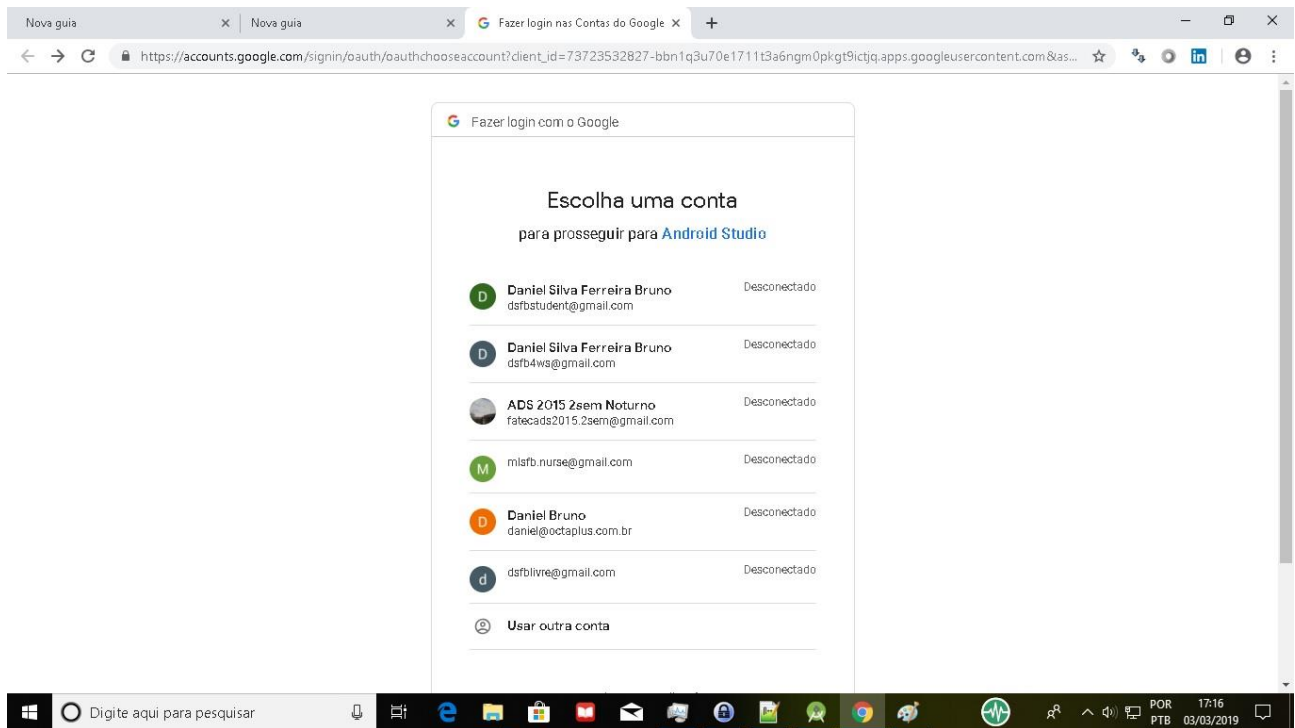 Nova guia
Nova guia
Fazer login nas Contas do Google
https://accounts.google.com/signin/oauth/oauthchooseaccount?client_id=73723532827-bbn1q3u70e1711t3a6ngm0pkgt9ictjq.apps.googleusercontent.com&as...
Fazer login com o Google
Escolha uma conta
para prosseguir para Android Studio
D Daniel Silva Ferreira Bruno Desconectado
dsfbstudent@gmail.com
D Daniel Silva Ferreira Bruno Desconectado
dsfb4ws@gmail.com
ADS 2015 2sem Noturno Desconectado
fatecads2015.2sem@gmail.com
M mlsfb.nurse@gmail.com Desconectado
D Daniel Bruno Desconectado
daniel@octaplus.com.br
d dsfblivre@gmail.com Desconectado
Usar outra conta
Digite aqui para pesquisar
POR 17:16
PTB 03/03/2019